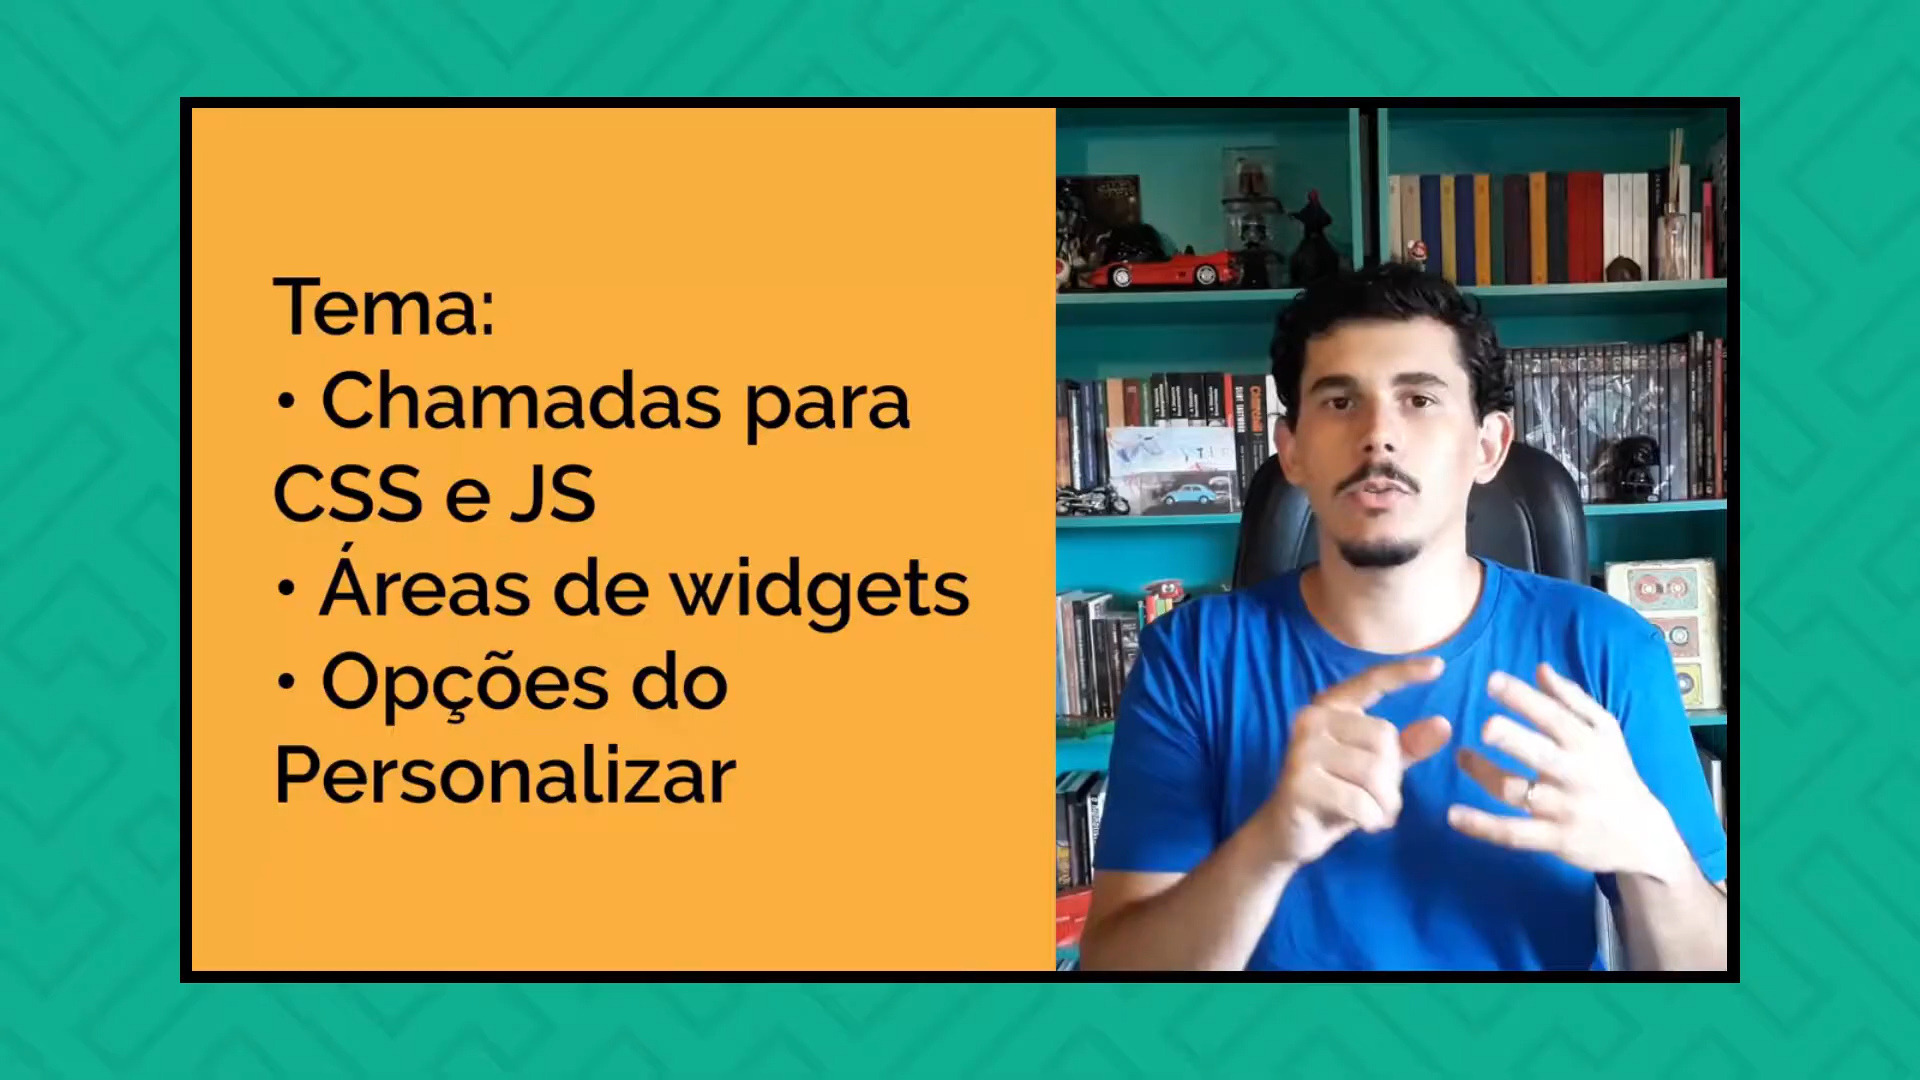 Tema:
• Chamadas para
CSS e JS
• Áreas de widgets
• Opções do
Personalizar